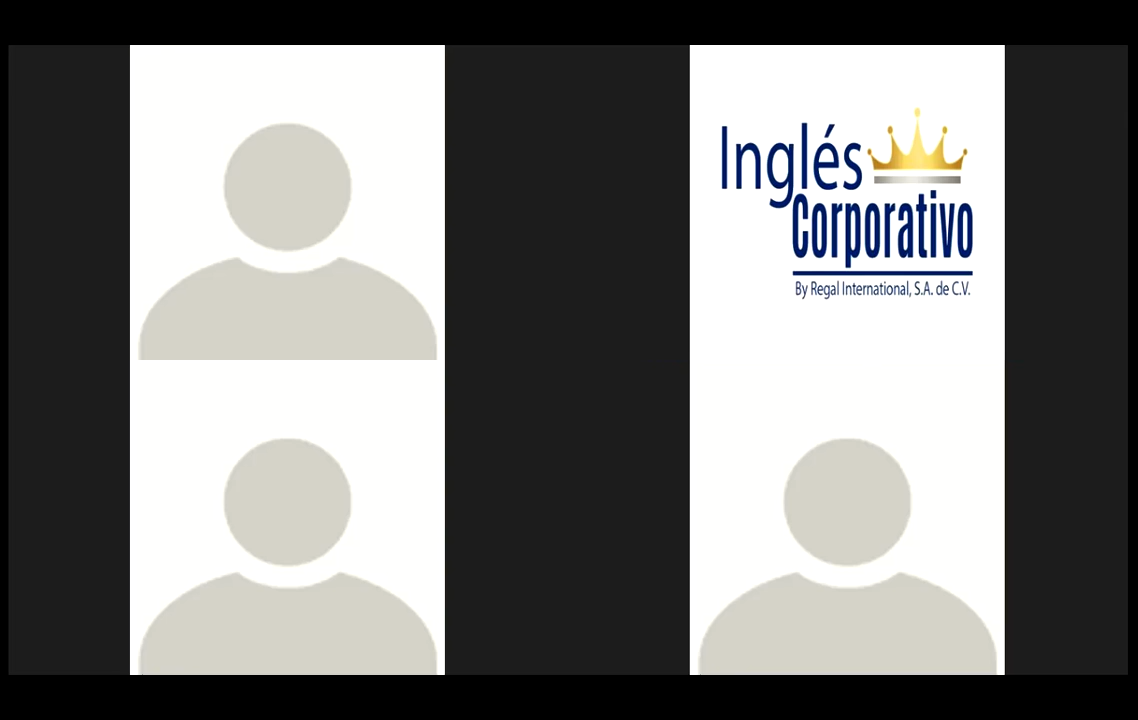 Inglés
Corporativo
By Regal International, S.A. de C.V.